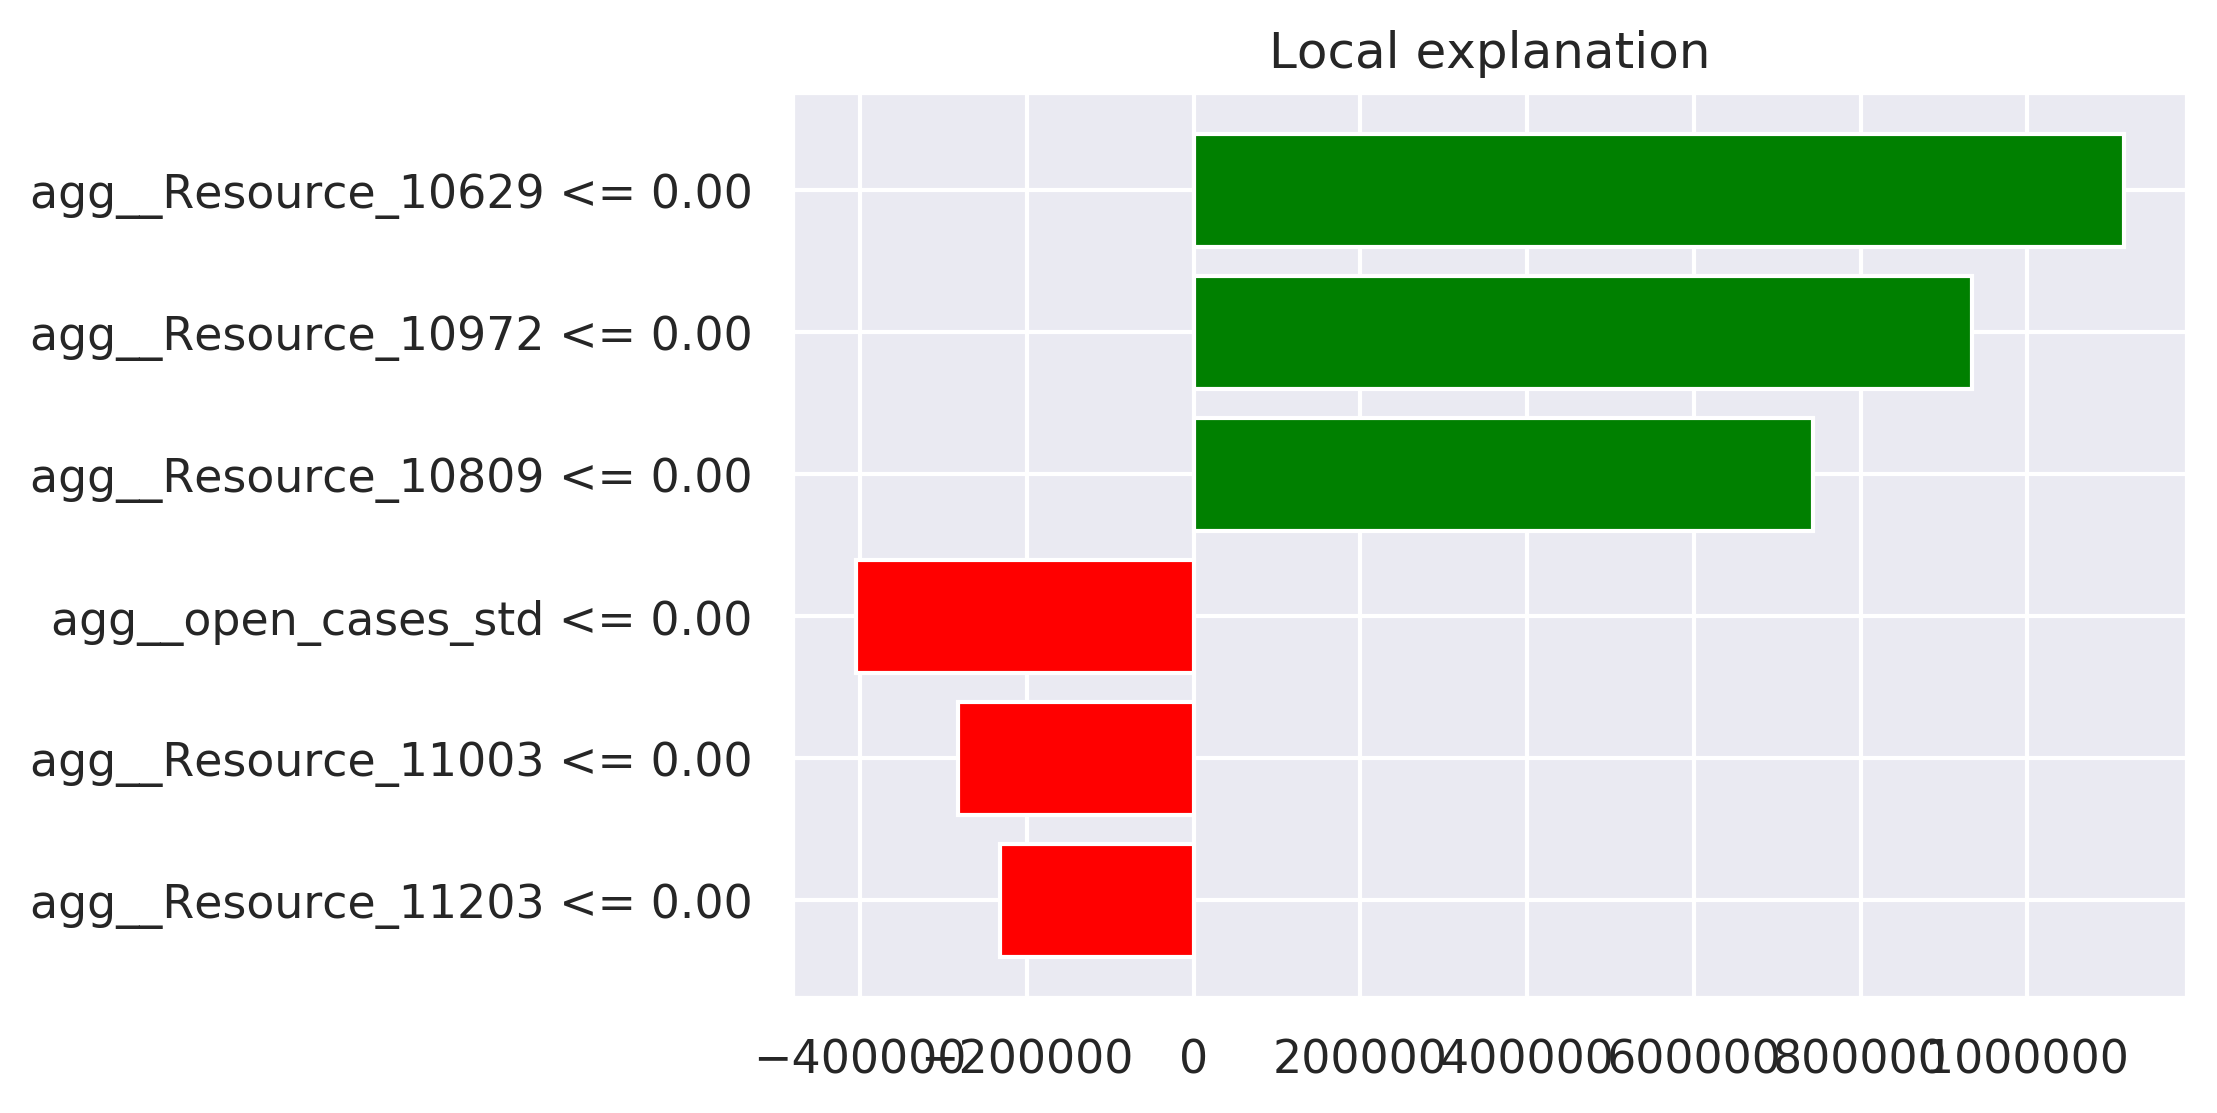 Local explanation
agg__Resource_10629 <= 0.00
agg__Resource_10972 <= 0.00
agg__Resource_10809 <= 0.00
agg__open_cases_std <= 0.00
agg__Resource_11003 <= 0.00
agg__Resource_11203 <= 0.00
−400000 −200000 0 200000 400000 600000 800000 1000000